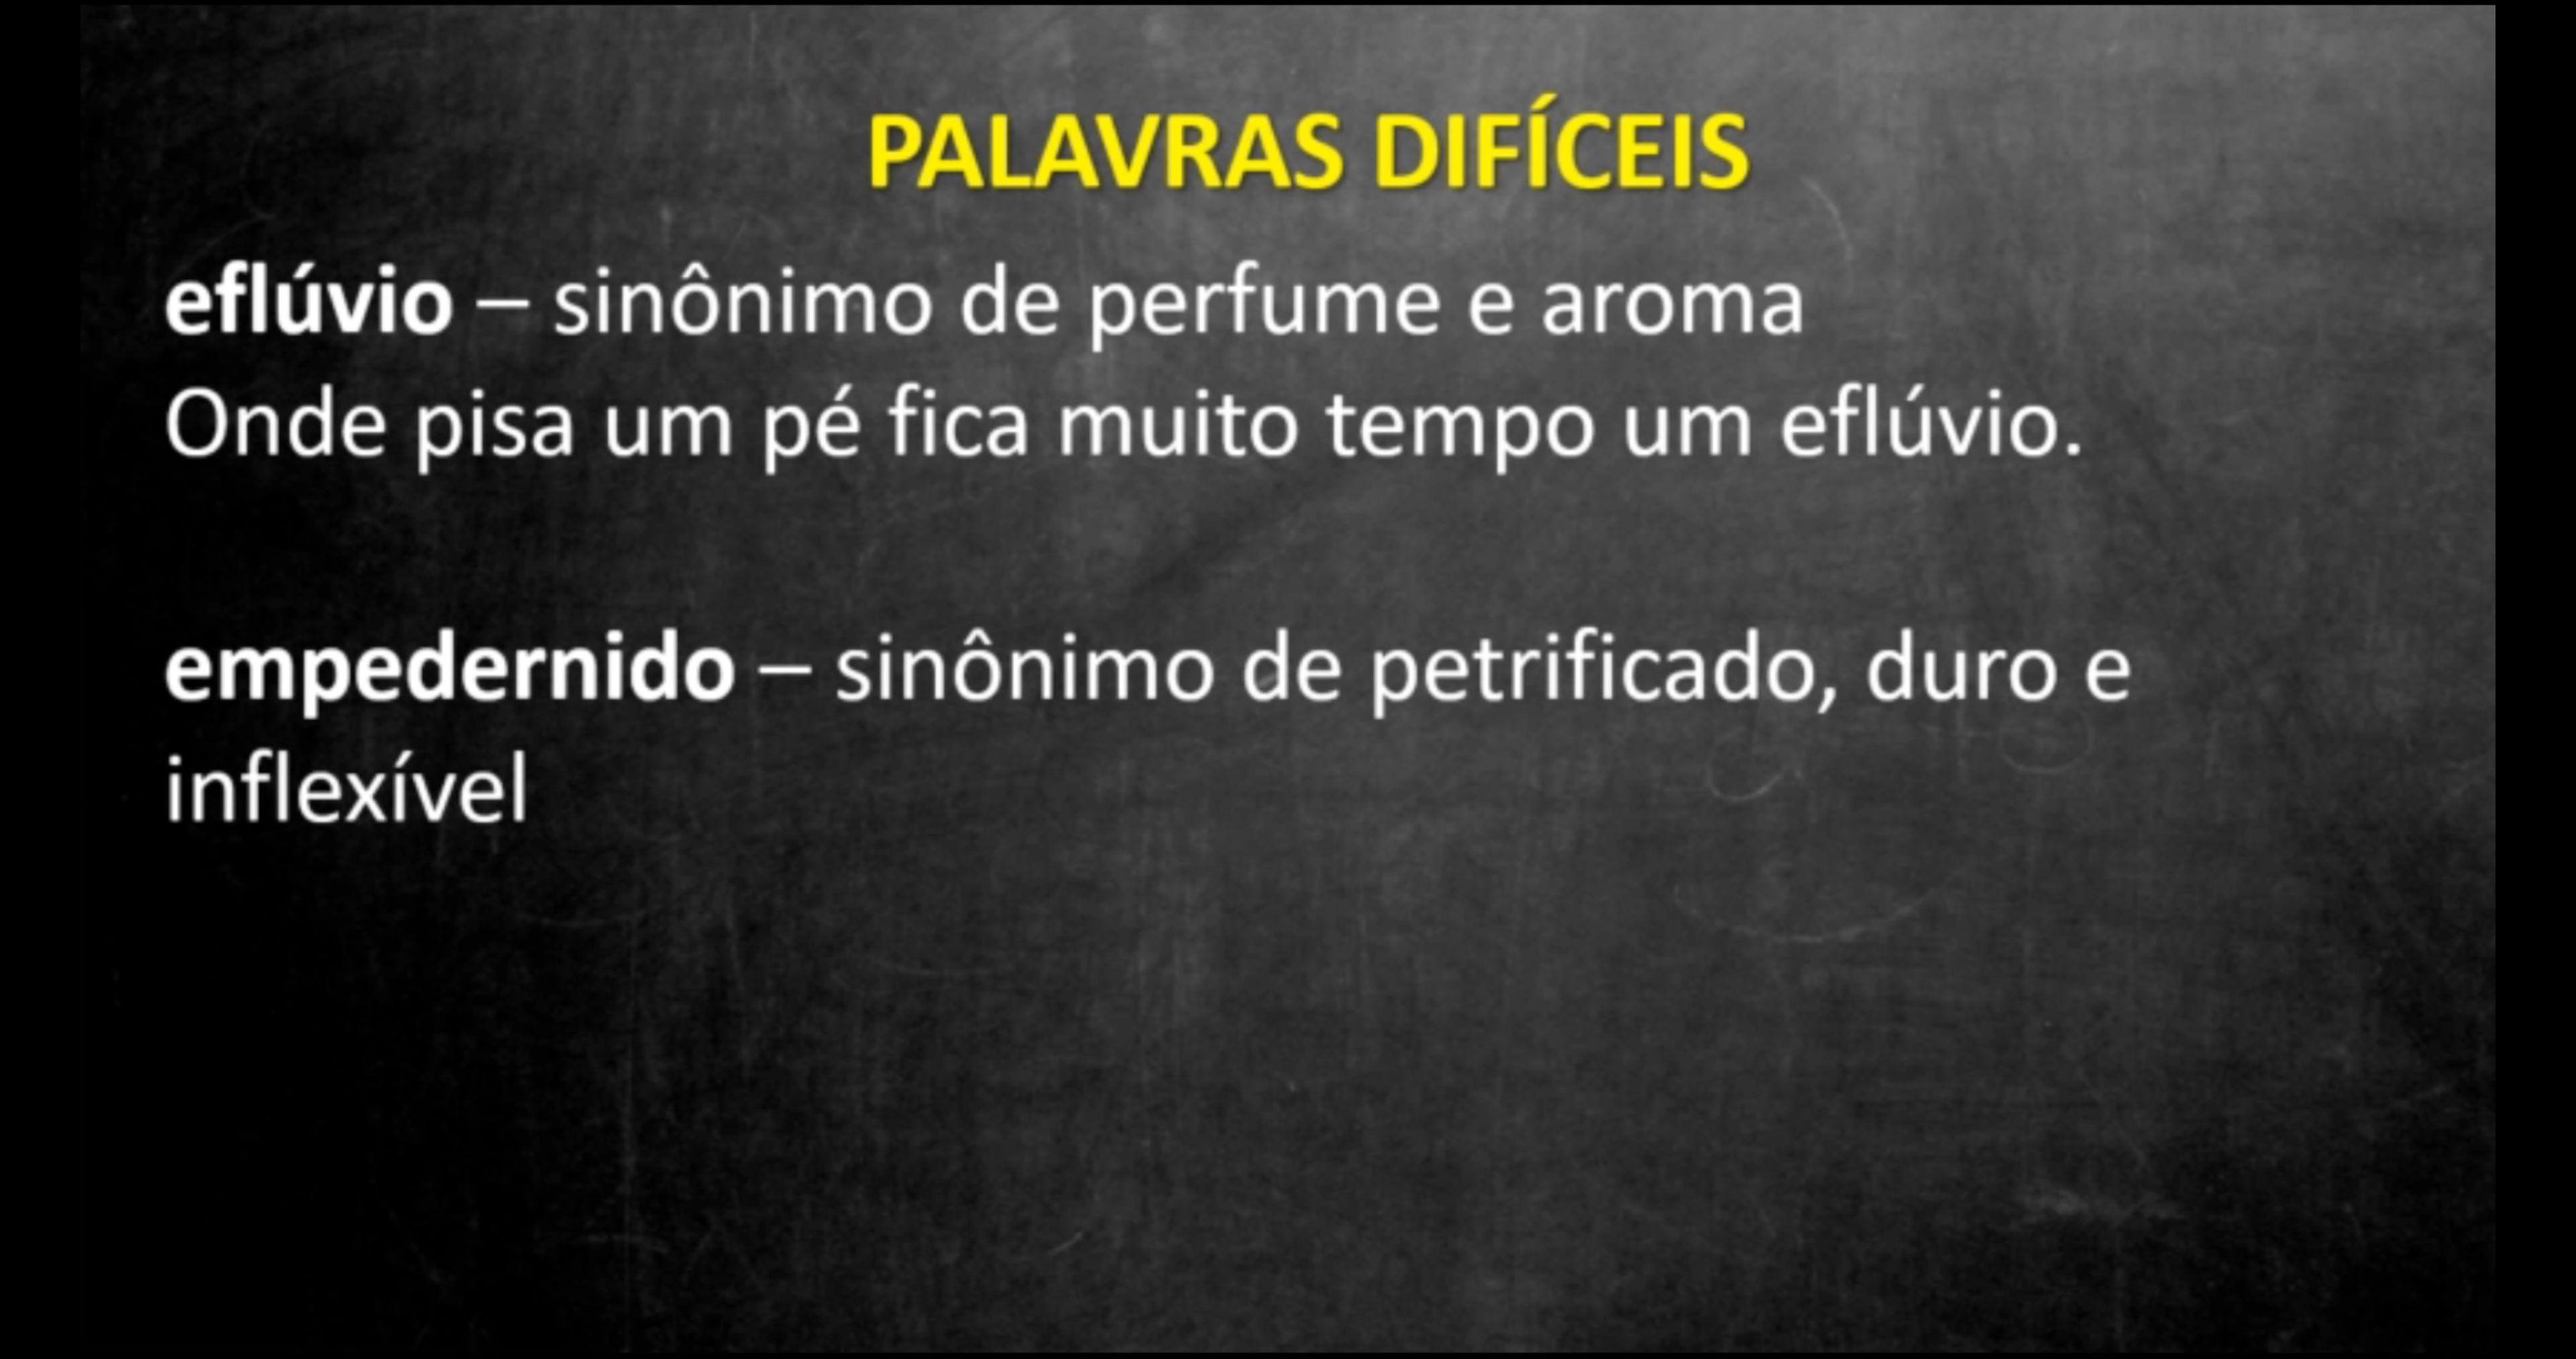 PALAVRAS DIFÍCEIS
eflúvio – sinônimo de perfume e aroma
Onde pisa um pé fica muito tempo um eflúvio.
empedernido – sinônimo de petrificado, duro e
inflexível